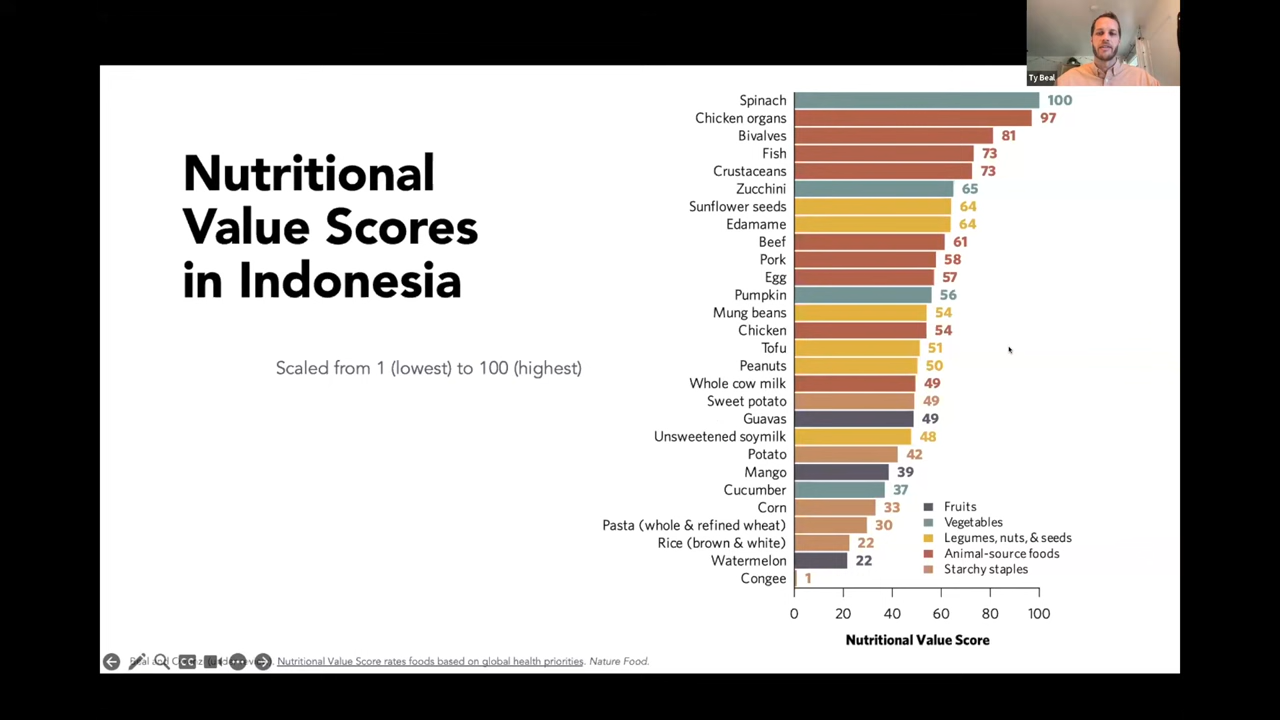 Ty Beal
Nutritional
Value Scores
in Indonesia
Scaled from 1 (lowest) to 100 (highest)
Spinach 100
Chicken organs 97
Bivalves 81
Fish 73
Crustaceans 73
Zucchini 65
Sunflower seeds 64
Edamame 64
Beef 61
Pork 58
Egg 57
Pumpkin 56
Mung beans 54
Chicken 54
Tofu 51
Peanuts 50
Whole cow milk 49
Sweet potato 49
Guavas 49
Unsweetened soymilk 48
Potato 42
Mango 39
Cucumber 37
Corn 33
Pasta (whole & refined wheat) 30
Rice (brown & white) 22
Watermelon 22
Congee 1
Fruits
Vegetables
Legumes, nuts, & seeds
Animal-source foods
Starchy staples
0 20 40 60 80 100
Nutritional Value Score
Nutritional Value Score rates foods based on global health priorities. Nature Food.